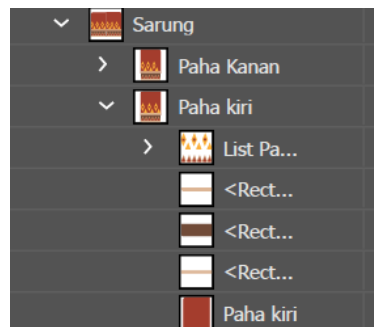 Sarung
Paha Kanan
Paha kiri
List Pa...
<Rect...
<Rect...
<Rect...
Paha kiri